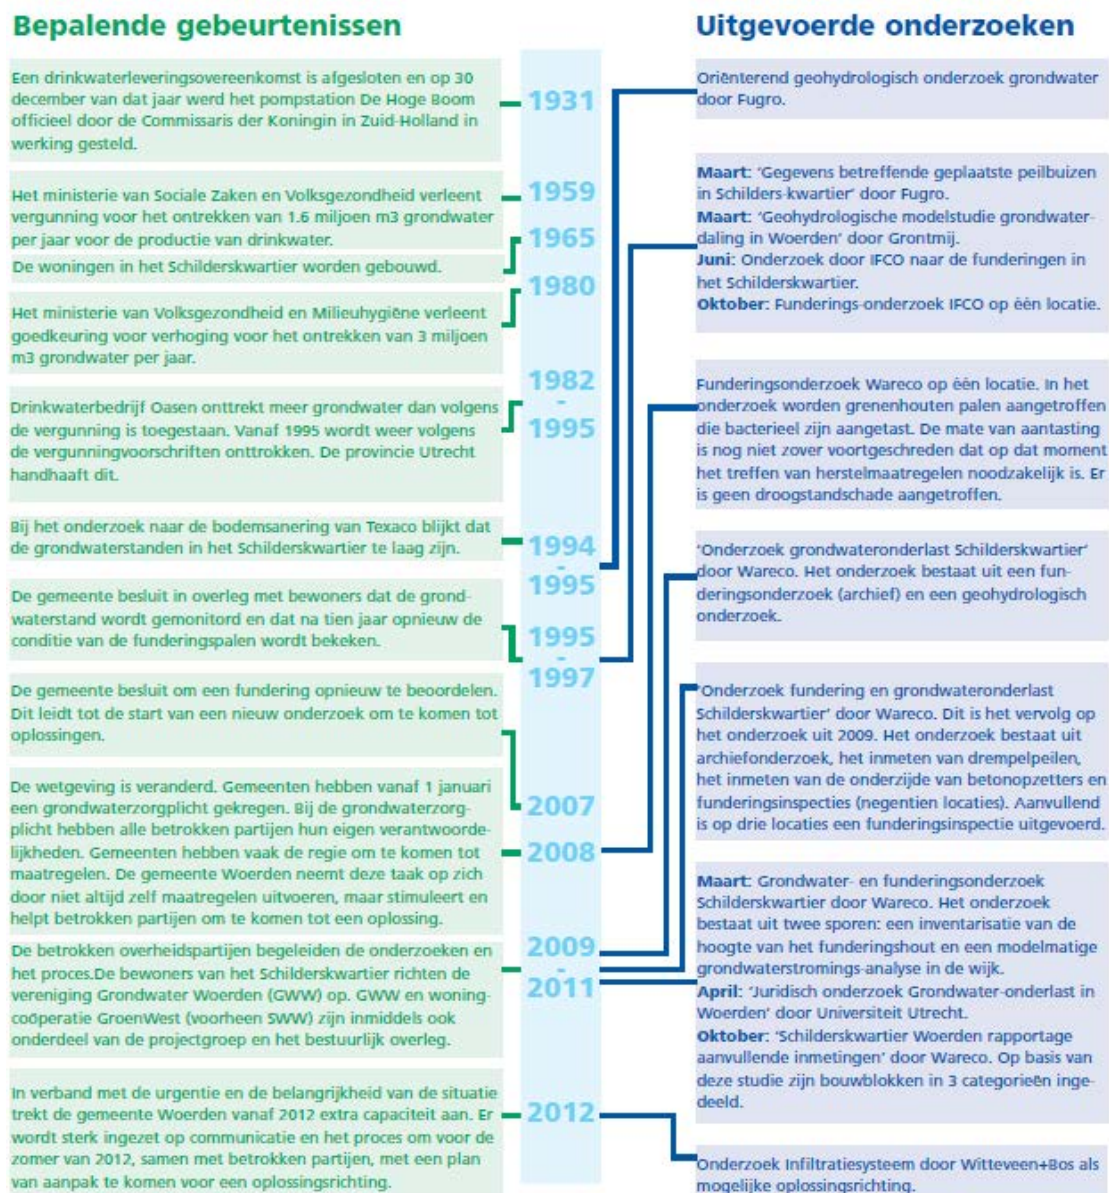 Bepalende gebeurtenissen
Een drinkwaterleveringsovereenkomst is afgesloten en op 30
december van dat jaar werd het pompstation De Hoge Boom
officieel door de Commissaris der Koningin in Zuid-Holland in
werking gesteld.
Het ministerie van Sociale Zaken en Volksgezondheid verleent
vergunning voor het ontrekken van 1.6 miljoen m3 grondwater
per jaar voor de productie van drinkwater.
De woningen in het Schilderskwartier worden gebouwd.
Het ministerie van Volksgezondheid en Milieuhygiëne verleent
goedkeuring voor verhoging voor het ontrekken van 3 miljoen
m3 grondwater per jaar.
Drinkwaterbedrijf Oasen onttrekt meer grondwater dan volgens
de vergunning is toegestaan. Vanaf 1995 wordt weer volgens
de vergunningvoorschriften onttrokken. De provincie Utrecht
handhaaft dit.
Bij het onderzoek naar de bodemsanering van Texaco blijkt dat
de grondwaterstanden in het Schilderskwartier te laag zijn.
De gemeente besluit in overleg met bewoners dat de grond-
waterstand wordt gemonitord en dat na tien jaar opnieuw de
conditie van de funderingspalen wordt bekeken.
De gemeente besluit om een fundering opnieuw te beoordelen.
Dit leidt tot de start van een nieuw onderzoek om te komen tot
oplossingen.
De wetgeving is veranderd. Gemeenten hebben vanaf 1 januari
een grondwaterzorgplicht gekregen. Bij de grondwaterzorg-
plicht hebben alle betrokken partijen hun eigen verantwoorde-
lijkheden. Gemeenten hebben vaak de regie om te komen tot
maatregelen. De gemeente Woerden neemt deze taak op zich
door niet altijd zelf maatregelen uitvoeren, maar stimuleert en
helpt betrokken partijen om te komen tot een oplossing.
De betrokken overheidspartijen begeleiden de onderzoeken en
het proces.De bewoners van het Schilderskwartier richten de
vereniging Grondwater Woerden (GWW) op. GWW en woning-
coöperatie GroenWest (voorheen SWW) zijn inmiddels ook
onderdeel van de projectgroep en het bestuurlijk overleg.
In verband met de urgentie en de belangrijkheid van de situatie
trekt de gemeente Woerden vanaf 2012 extra capaciteit aan. Er
wordt sterk ingezet op communicatie en het proces om voor de
zomer van 2012, samen met betrokken partijen, met een plan
van aanpak te komen voor een oplossingsrichting.
1931
1959
1965
1980
1982
-
1995
1994
-
1995
1995
-
1997
2007
2008
2009
-
2011
2012
Uitgevoerde onderzoeken
Oriënterend geohydrologisch onderzoek grondwater
door Fugro.
Maart: 'Gegevens betreffende geplaatste peilbuizen
in Schilders-kwartier' door Fugro.
Maart: 'Geohydrologische modelstudie grondwater-
daling in Woerden' door Grontmij.
Juni: Onderzoek door IFCO naar de funderingen in
het Schilderskwartier.
Oktober: Funderings-onderzoek IFCO op één locatie.
Funderingsonderzoek Wareco op één locatie. In het
onderzoek worden grenenhouten palen aangetroffen
die bacterieel zijn aangetast. De mate van aantasting
is nog niet zover voortgeschreden dat op dat moment
het treffen van herstelmaatregelen noodzakelijk is. Er
is geen droogstandschade aangetroffen.
'Onderzoek grondwateronderlast Schilderskwartier'
door Wareco. Het onderzoek bestaat uit een fun-
deringsonderzoek (archief) en een geohydrologisch
onderzoek.
'Onderzoek fundering en grondwateronderlast
Schilderskwartier' door Wareco. Dit is het vervolg op
het onderzoek uit 2009. Het onderzoek bestaat uit
archiefonderzoek, het inmeten van drempelpeilen,
het inmeten van de onderzijde van betonopzetters en
funderingsinspecties (negentien locaties). Aanvullend
is op drie locaties een funderingsinspectie uitgevoerd.
Maart: Grondwater- en funderingsonderzoek
Schilderskwartier door Wareco. Het onderzoek
bestaat uit twee sporen: een inventarisatie van de
hoogte van het funderingshout en een modelmatige
grondwaterstromings-analyse in de wijk.
April: 'Juridisch onderzoek Grondwater-onderlast in
Woerden' door Universiteit Utrecht.
Oktober: 'Schilderskwartier Woerden rapportage
aanvullende inmetingen' door Wareco. Op basis van
deze studie zijn bouwblokken in 3 categorieën inge-
deeld.
Onderzoek Infiltratiesysteem door Witteveen+Bos als
mogelijke oplossingsrichting.